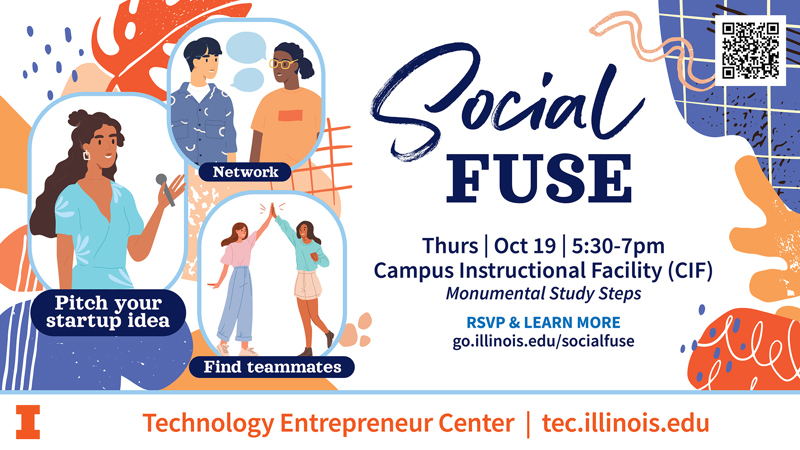 Social
FUSE
Network
Pitch your
startup idea
Find teammates
Thurs | Oct 19 | 5:30-7pm
Campus Instructional Facility (CIF)
Monumental Study Steps
RSVP & LEARN MORE
go.illinois.edu/socialfuse
I
Technology Entrepreneur Center | tec.illinois.edu